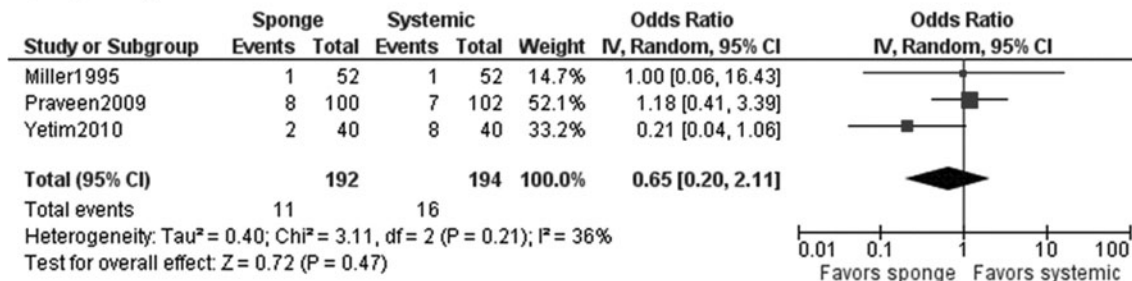 Sponge Systemic Odds Ratio Odds Ratio
Study or Subgroup Events Total Events Total Weight IV, Random, 95% CI IV, Random, 95% CI
Miller1995 1 52 1 52 14.7% 1.00 [0.06, 16.43]
Praveen2009 8 100 7 102 52.1% 1.18 [0.41, 3.39]
Yetim2010 2 40 8 40 33.2% 0.21 [0.04, 1.06]
Total (95% CI) 192 194 100.0% 0.65 [0.20, 2.11]
Total events 11 16
Heterogeneity: Tau² = 0.40; Chi² = 3.11, df = 2 (P = 0.21); I² = 36%
Test for overall effect: Z = 0.72 (P = 0.47)
0.01 0.1 1 10 100
Favors sponge Favors systemic